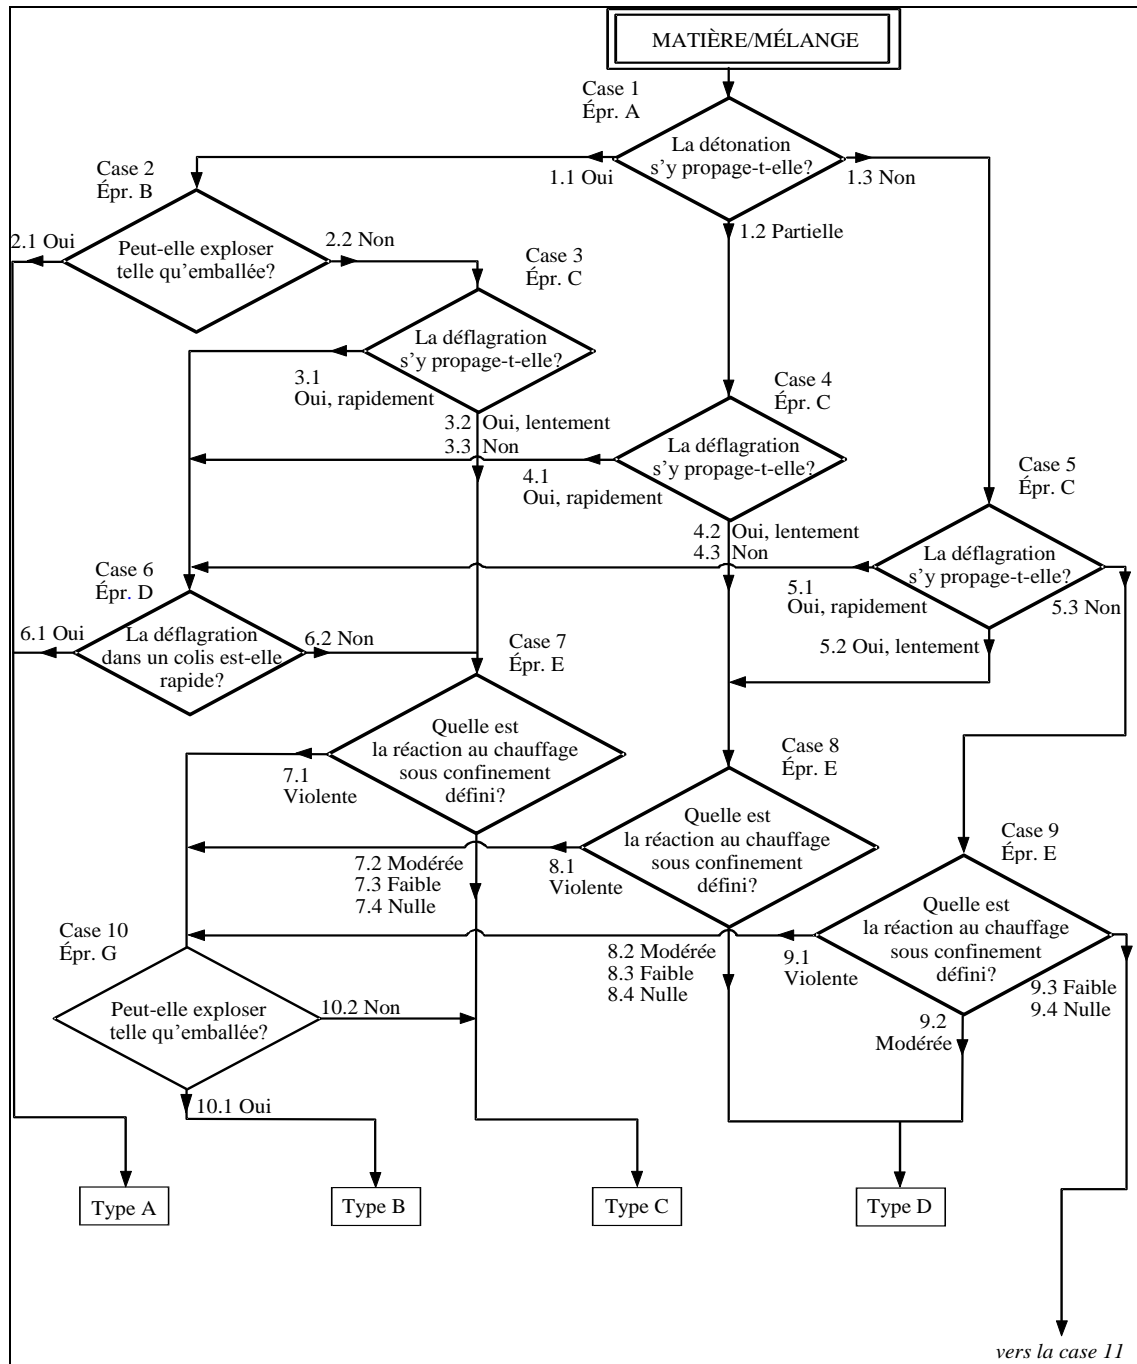 MATIÈRE/MÉLANGE
Case 1
Épr. A
La détonation
s’y propage-t-elle?
1.1 Oui
1.3 Non
1.2 Partielle
Case 2
Épr. B
2.1 Oui
Peut-elle exploser
telle qu’emballée?
2.2 Non
Case 3
Épr. C
La déflagration
s’y propage-t-elle?
3.1
Oui, rapidement
3.2 Oui, lentement
3.3 Non
Case 4
Épr. C
La déflagration
s’y propage-t-elle?
4.1
Oui, rapidement
4.2 Oui, lentement
4.3 Non
Case 5
Épr. C
La déflagration
s’y propage-t-elle?
5.1
Oui, rapidement
5.3 Non
5.2 Oui, lentement
Case 6
Épr. D
6.1 Oui
La déflagration
dans un colis est-elle
rapide?
6.2 Non
Case 7
Épr. E
Quelle est
la réaction au chauffage
sous confinement
défini?
7.1
Violente
7.2 Modérée
7.3 Faible
7.4 Nulle
Case 8
Épr. E
Quelle est
la réaction au chauffage
sous confinement
défini?
8.1
Violente
8.2 Modérée
8.3 Faible
8.4 Nulle
Case 9
Épr. E
Quelle est
la réaction au chauffage
sous confinement
défini?
9.1
Violente
9.3 Faible
9.4 Nulle
9.2
Modérée
Case 10
Épr. G
Peut-elle exploser
telle qu’emballée?
10.2 Non
10.1 Oui
Type A
Type B
Type C
Type D
vers la case 11